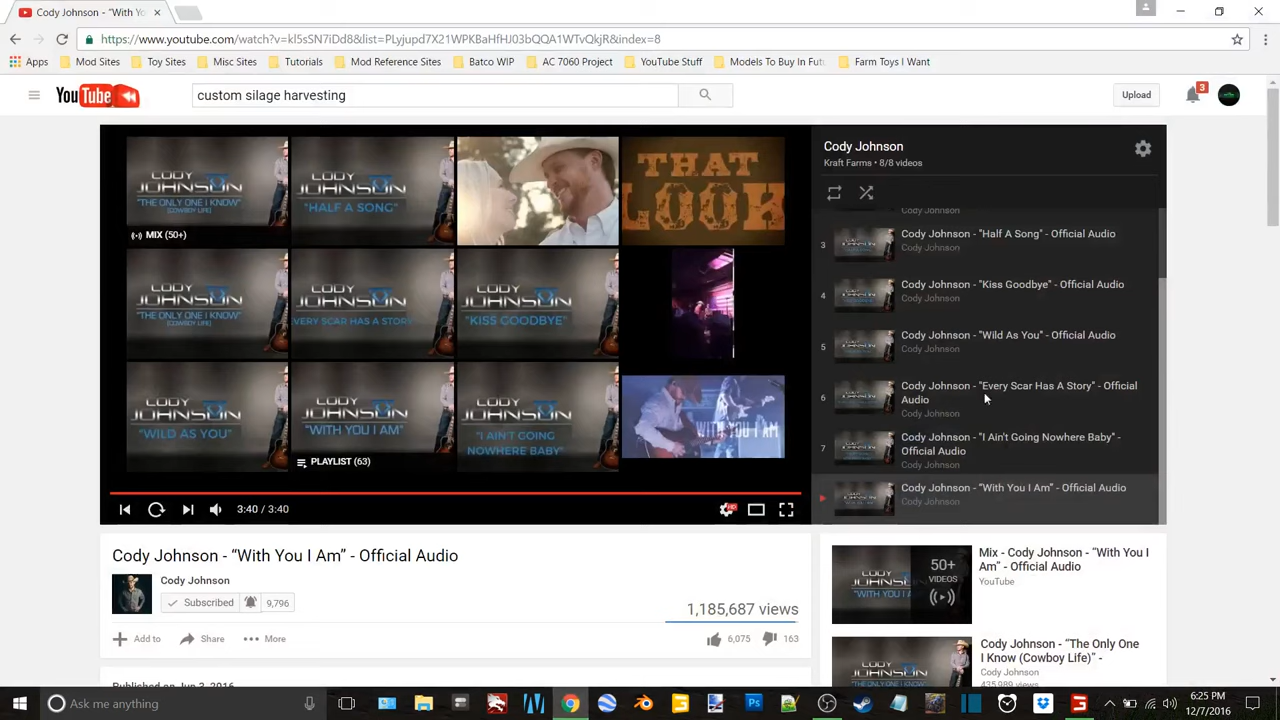 Cody Johnson - "With Yo
https://www.youtube.com/watch?v=kl5sSN7iDd8&list=PLyjupd7X21WPKBaHfHJ03bQQA1WTvQkjR&index=8
Apps Mod Sites Toy Sites Misc Sites Tutorials Mod Reference Sites Batco WIP AC 7060 Project YouTube Stuff Models To Buy In Futu Farm Toys I Want
YouTube custom silage harvesting Upload 3
CODY JOHNSON "THE ONLY ONE I KNOW" [COWBOY LIFE]
MIX (50+)
CODY JOHNSON "HALF A SONG"
THAT LOOK
CODY JOHNSON "THE ONLY ONE I KNOW" [COWBOY LIFE]
CODY JOHNSON "EVERY SCAR HAS A STORY"
CODY JOHNSON "KISS GOODBYE"
CODY JOHNSON "WILD AS YOU"
CODY JOHNSON "WITH YOU I AM"
PLAYLIST (63)
CODY JOHNSON "I AIN'T GOING NOWHERE BABY"
WITH YOU I AM
3:40 / 3:40
HD
Cody Johnson
Kraft Farms • 8/8 videos
Cody Johnson
3 Cody Johnson - "Half A Song" - Official Audio
Cody Johnson
4 Cody Johnson - "Kiss Goodbye" - Official Audio
Cody Johnson
5 Cody Johnson - "Wild As You" - Official Audio
Cody Johnson
6 Cody Johnson - "Every Scar Has A Story" - Official
Audio
Cody Johnson
7 Cody Johnson - "I Ain't Going Nowhere Baby" -
Official Audio
Cody Johnson
Cody Johnson - “With You I Am” - Official Audio
Cody Johnson
Cody Johnson - “With You I Am” - Official Audio
Cody Johnson
Subscribed 9,796
1,185,687 views
Add to Share More 6,075 163
50+
VIDEOS
Mix - Cody Johnson - “With You I
Am” - Official Audio
YouTube
Cody Johnson - “The Only One
I Know (Cowboy Life)” -
Cody Johnson
435,989 views
Ask me anything
6:25 PM
12/7/2016